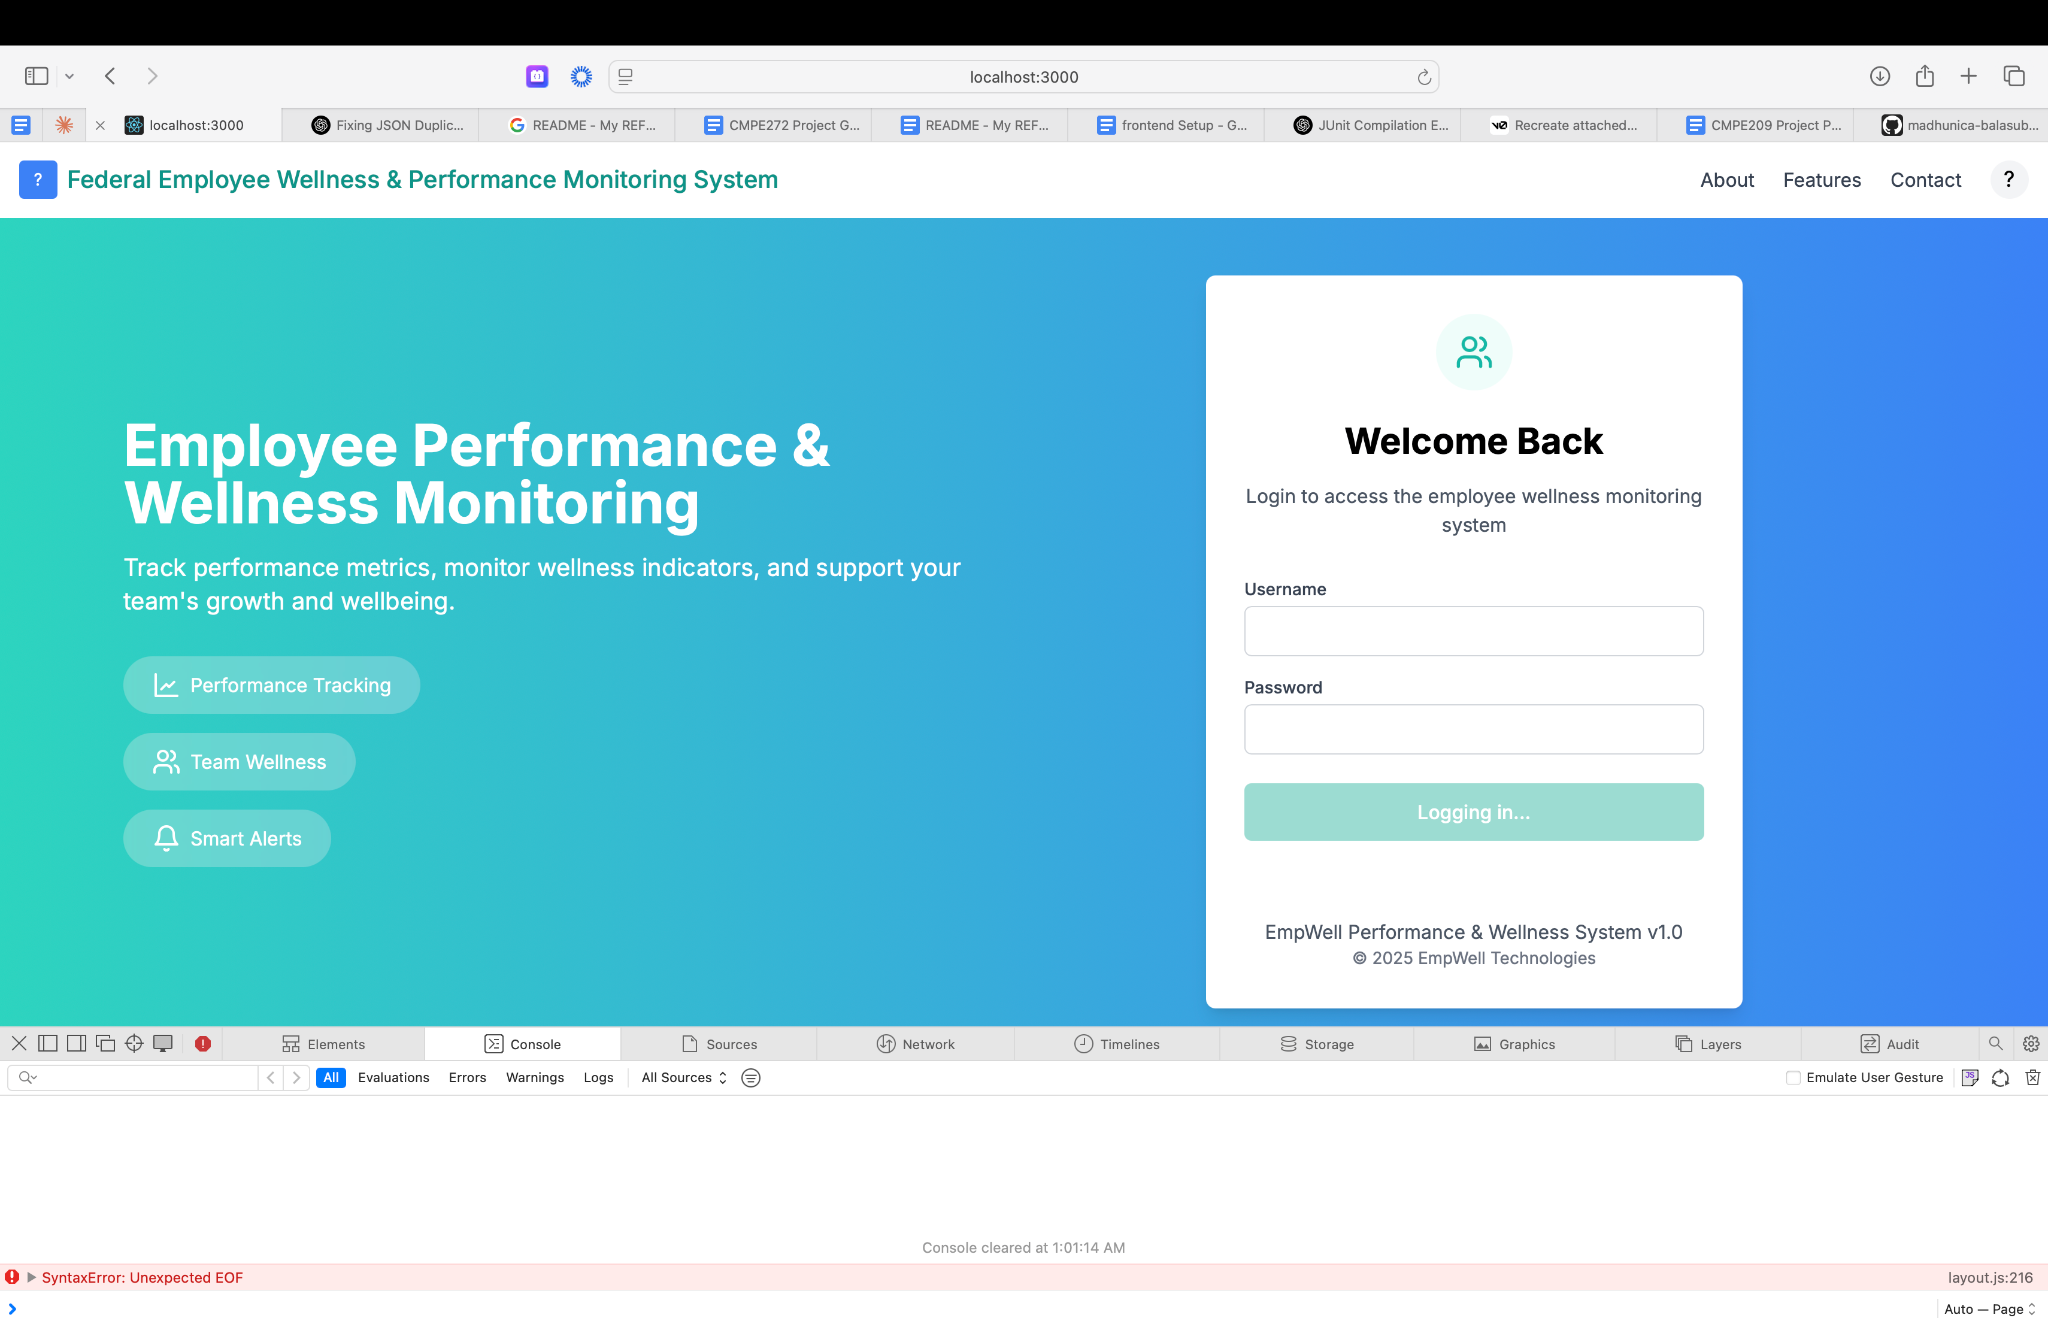 localhost:3000
localhost:3000
Fixing JSON Duplic...
README - My REF...
CMPE272 Project G...
README - My REF...
frontend Setup - G...
JUnit Compilation E...
Recreate attached...
CMPE209 Project P...
madhunica-balasub...
? Federal Employee Wellness & Performance Monitoring System
About Features Contact ?
Employee Performance &
Wellness Monitoring
Track performance metrics, monitor wellness indicators, and support your
team's growth and wellbeing.
Performance Tracking
Team Wellness
Smart Alerts
Welcome Back
Login to access the employee wellness monitoring
system
Username
Password
Logging in...
EmpWell Performance & Wellness System v1.0
© 2025 EmpWell Technologies
Elements Console Sources Network Timelines Storage Graphics Layers Audit
All Evaluations Errors Warnings Logs All Sources Emulate User Gesture
Console cleared at 1:01:14 AM
SyntaxError: Unexpected EOF layout.js:216
Auto — Page